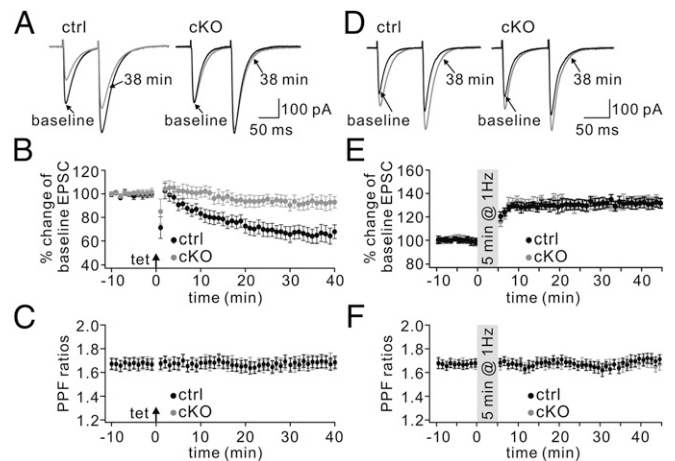 A
ctrl
cKO
38 min
38 min
baseline
baseline
100 pA
50 ms
D
ctrl
cKO
38 min
38 min
baseline
baseline
100 pA
50 ms
B
% change of
baseline EPSC
120
100
80
60
40
tet
ctrl
cKO
-10 0 10 20 30 40
time (min)
E
% change of
baseline EPSC
160
140
120
100
80
5 min @ 1Hz
ctrl
cKO
-10 0 10 20 30 40
time (min)
C
PPF ratios
2.0
1.8
1.6
1.4
1.2
tet
ctrl
cKO
-10 0 10 20 30 40
time (min)
F
PPF ratios
2.0
1.8
1.6
1.4
1.2
5 min @ 1Hz
ctrl
cKO
-10 0 10 20 30 40
time (min)